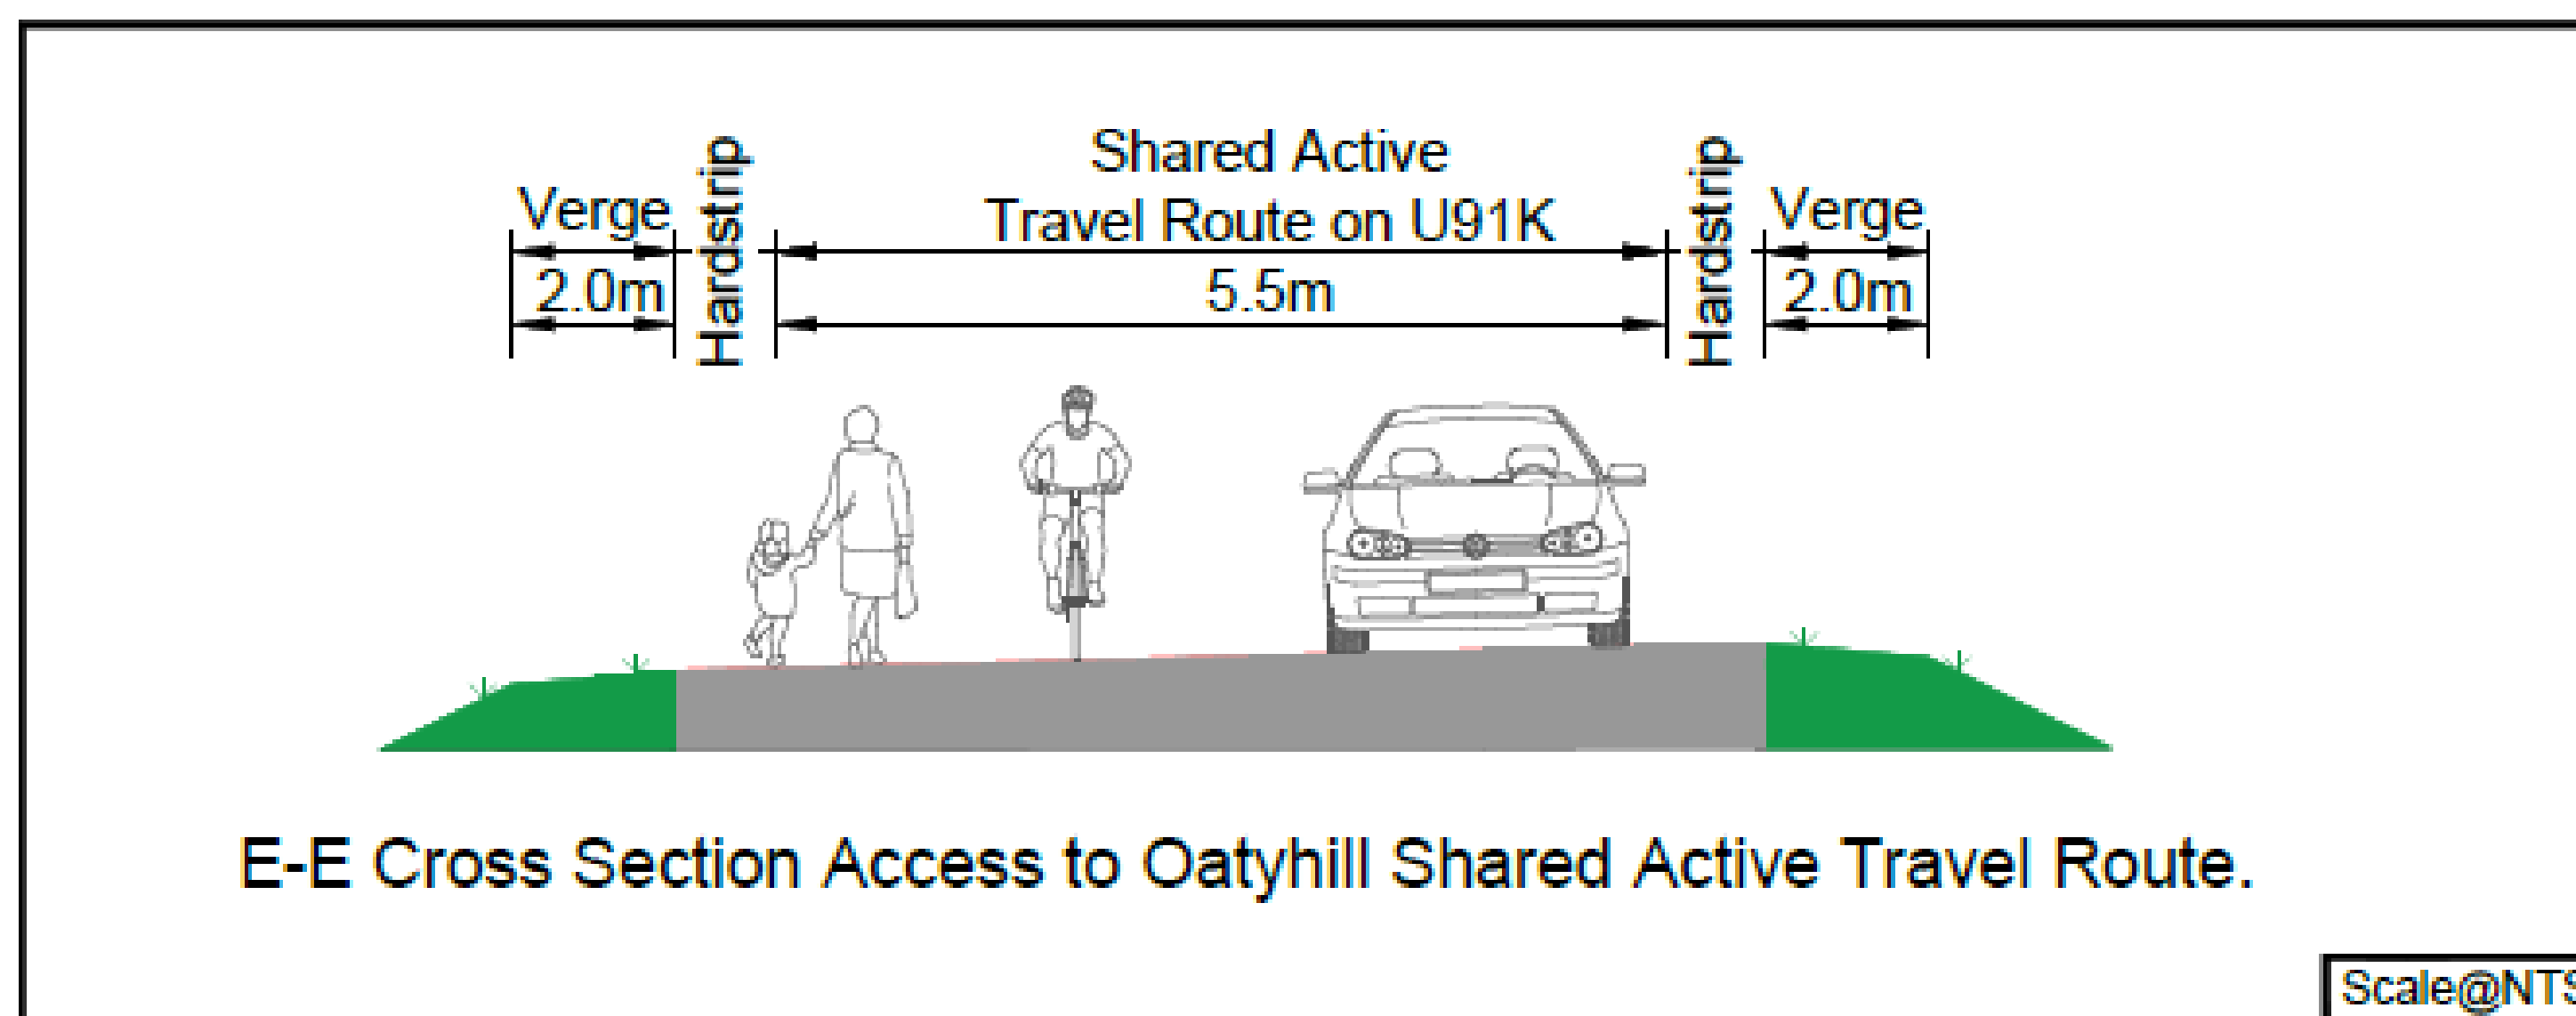 Shared Active
Verge Hardstrip Travel Route on U91K Hardstrip Verge
2.0m 5.5m 2.0m
E-E Cross Section Access to Oatyhill Shared Active Travel Route.
Scale@NTS